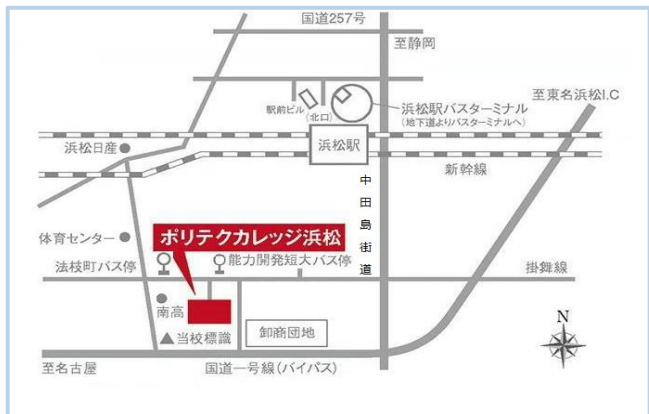 国道257号
至静岡
至東名浜松I.C
駅前ビル
(北口)
浜松駅バスターミナル
(地下道よりバスターミナルへ)
浜松日産
浜松駅
新幹線
中田島街道
体育センター
ポリテクカレッジ浜松
法枝町バス停
能力開発短大バス停
掛舞線
南高
当校標識
卸商団地
N
至名古屋
国道一号線(バイパス)